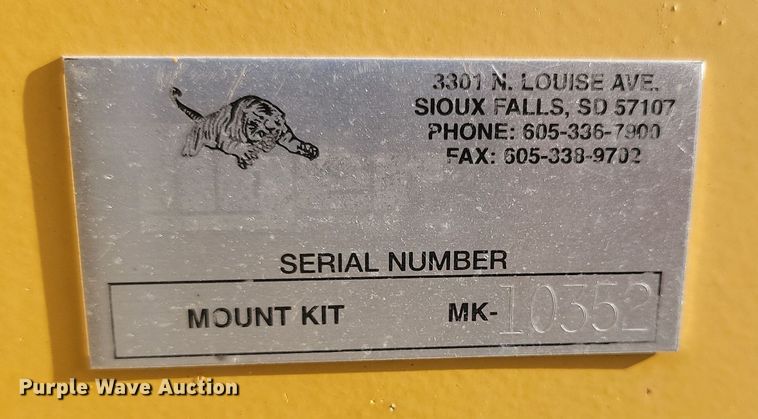 3301 N. LOUISE AVE.
SIOUX FALLS, SD 57107
PHONE: 605-336-7900
FAX: 605-338-9702
SERIAL NUMBER
MOUNT KIT MK-10352
Purple Wave Auction